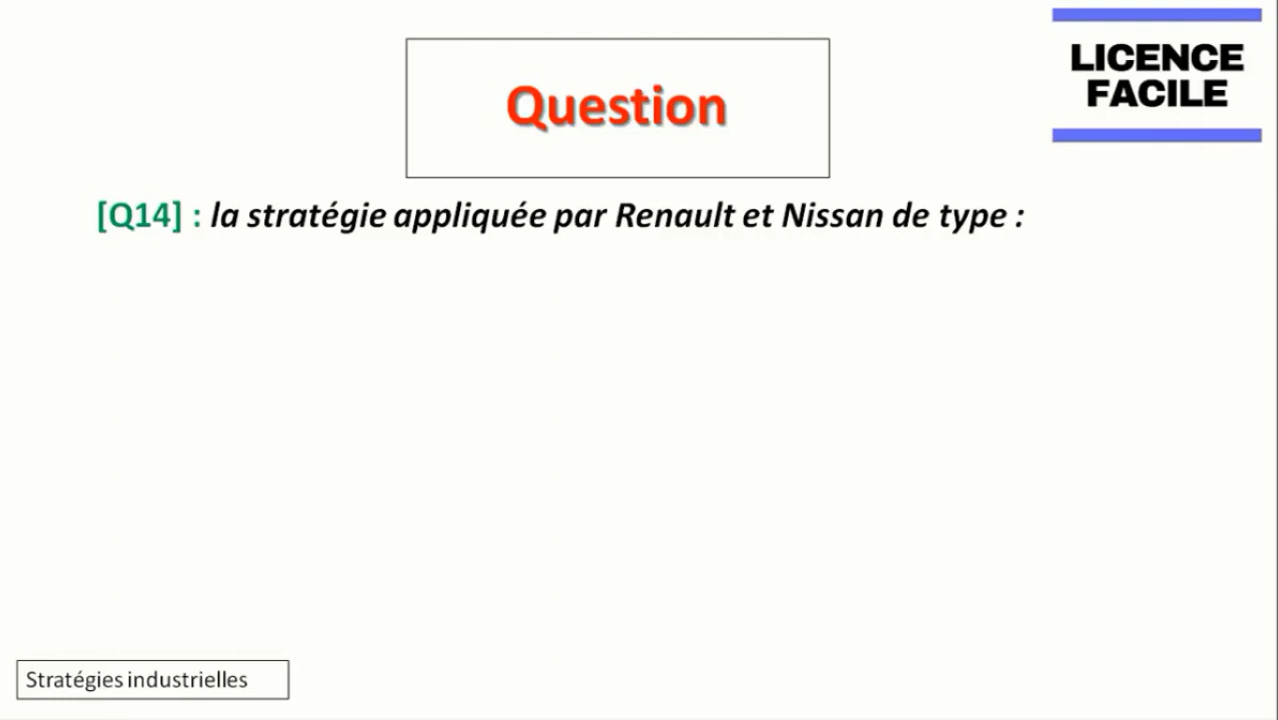 LICENCE
FACILE
Question
[Q14] : la stratégie appliquée par Renault et Nissan de type :
Stratégies industrielles